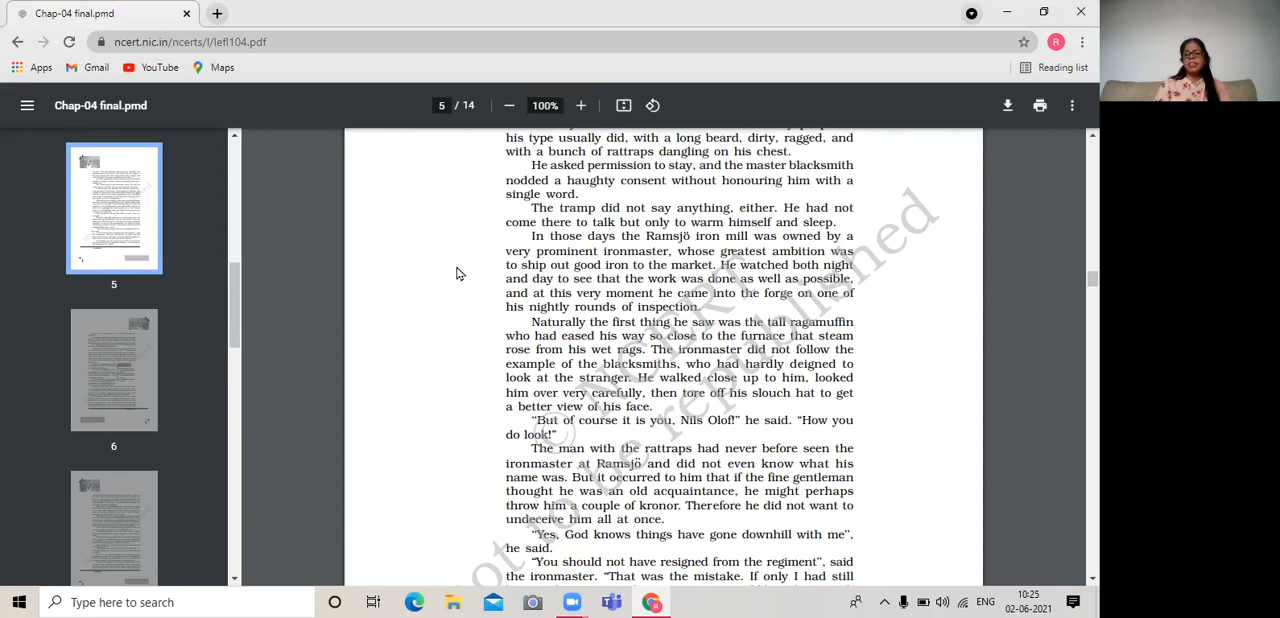 Chap-04 final.pmd
ncert.nic.in/ncerts/l/lefl104.pdf
R
Apps
Gmail
YouTube
Maps
Reading list
Chap-04 final.pmd
5 / 14
100%
his type usually did, with a long beard, dirty, ragged, and
with a bunch of rattraps dangling on his chest.
He asked permission to stay, and the master blacksmith
nodded a haughty consent without honouring him with a
single word.
The tramp did not say anything, either. He had not
come there to talk but only to warm himself and sleep.
In those days the Ramsjö iron mill was owned by a
very prominent ironmaster, whose greatest ambition was
to ship out good iron to the market. He watched both night
and day to see that the work was done as well as possible,
and at this very moment he came into the forge on one of
his nightly rounds of inspection.
Naturally the first thing he saw was the tall ragamuffin
who had eased his way so close to the furnace that steam
rose from his wet rags. The ironmaster did not follow the
example of the blacksmiths, who had hardly deigned to
look at the stranger. He walked close up to him, looked
him over very carefully, then tore off his slouch hat to get
a better view of his face.
“But of course it is you, Nils Olof!” he said. “How you
do look!”
The man with the rattraps had never before seen the
ironmaster at Ramsjö and did not even know what his
name was. But it occurred to him that if the fine gentleman
thought he was an old acquaintance, he might perhaps
throw him a couple of kronor. Therefore he did not want to
undeceive him all at once.
“Yes, God knows things have gone downhill with me”,
he said.
“You should not have resigned from the regiment”, said
the ironmaster. “That was the mistake. If only I had still
© NCERT
not to be republished
5
6
Type here to search
R
ENG
10:25
02-06-2021